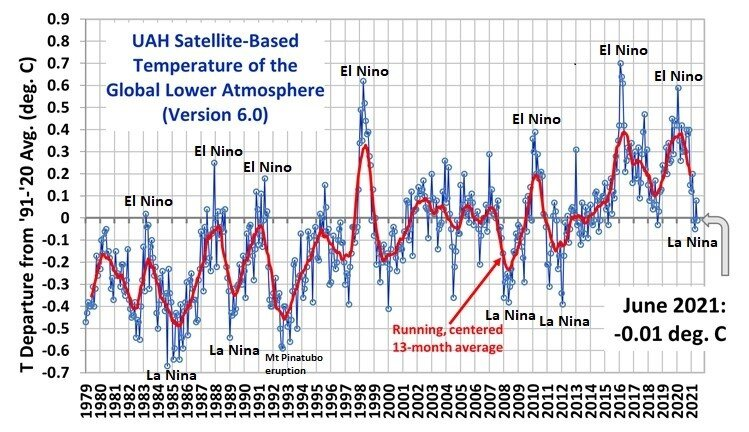 UAH Satellite-Based
Temperature of the
Global Lower Atmosphere
(Version 6.0)
T Departure from '91-'20 Avg. (deg. C)
0.9
0.8
0.7
0.6
0.5
0.4
0.3
0.2
0.1
0
-0.1
-0.2
-0.3
-0.4
-0.5
-0.6
-0.7
El Nino
El Nino
El Nino
El Nino
El Nino
El Nino
El Nino
La Nina
La Nina
Mt Pinatubo
eruption
La Nina
La Nina
La Nina
Running, centered
13-month average
June 2021:
-0.01 deg. C
1979
1980
1981
1982
1983
1984
1985
1986
1987
1988
1989
1990
1991
1992
1993
1994
1995
1996
1997
1998
1999
2000
2001
2002
2003
2004
2005
2006
2007
2008
2009
2010
2011
2012
2013
2014
2015
2016
2017
2018
2019
2020
2021